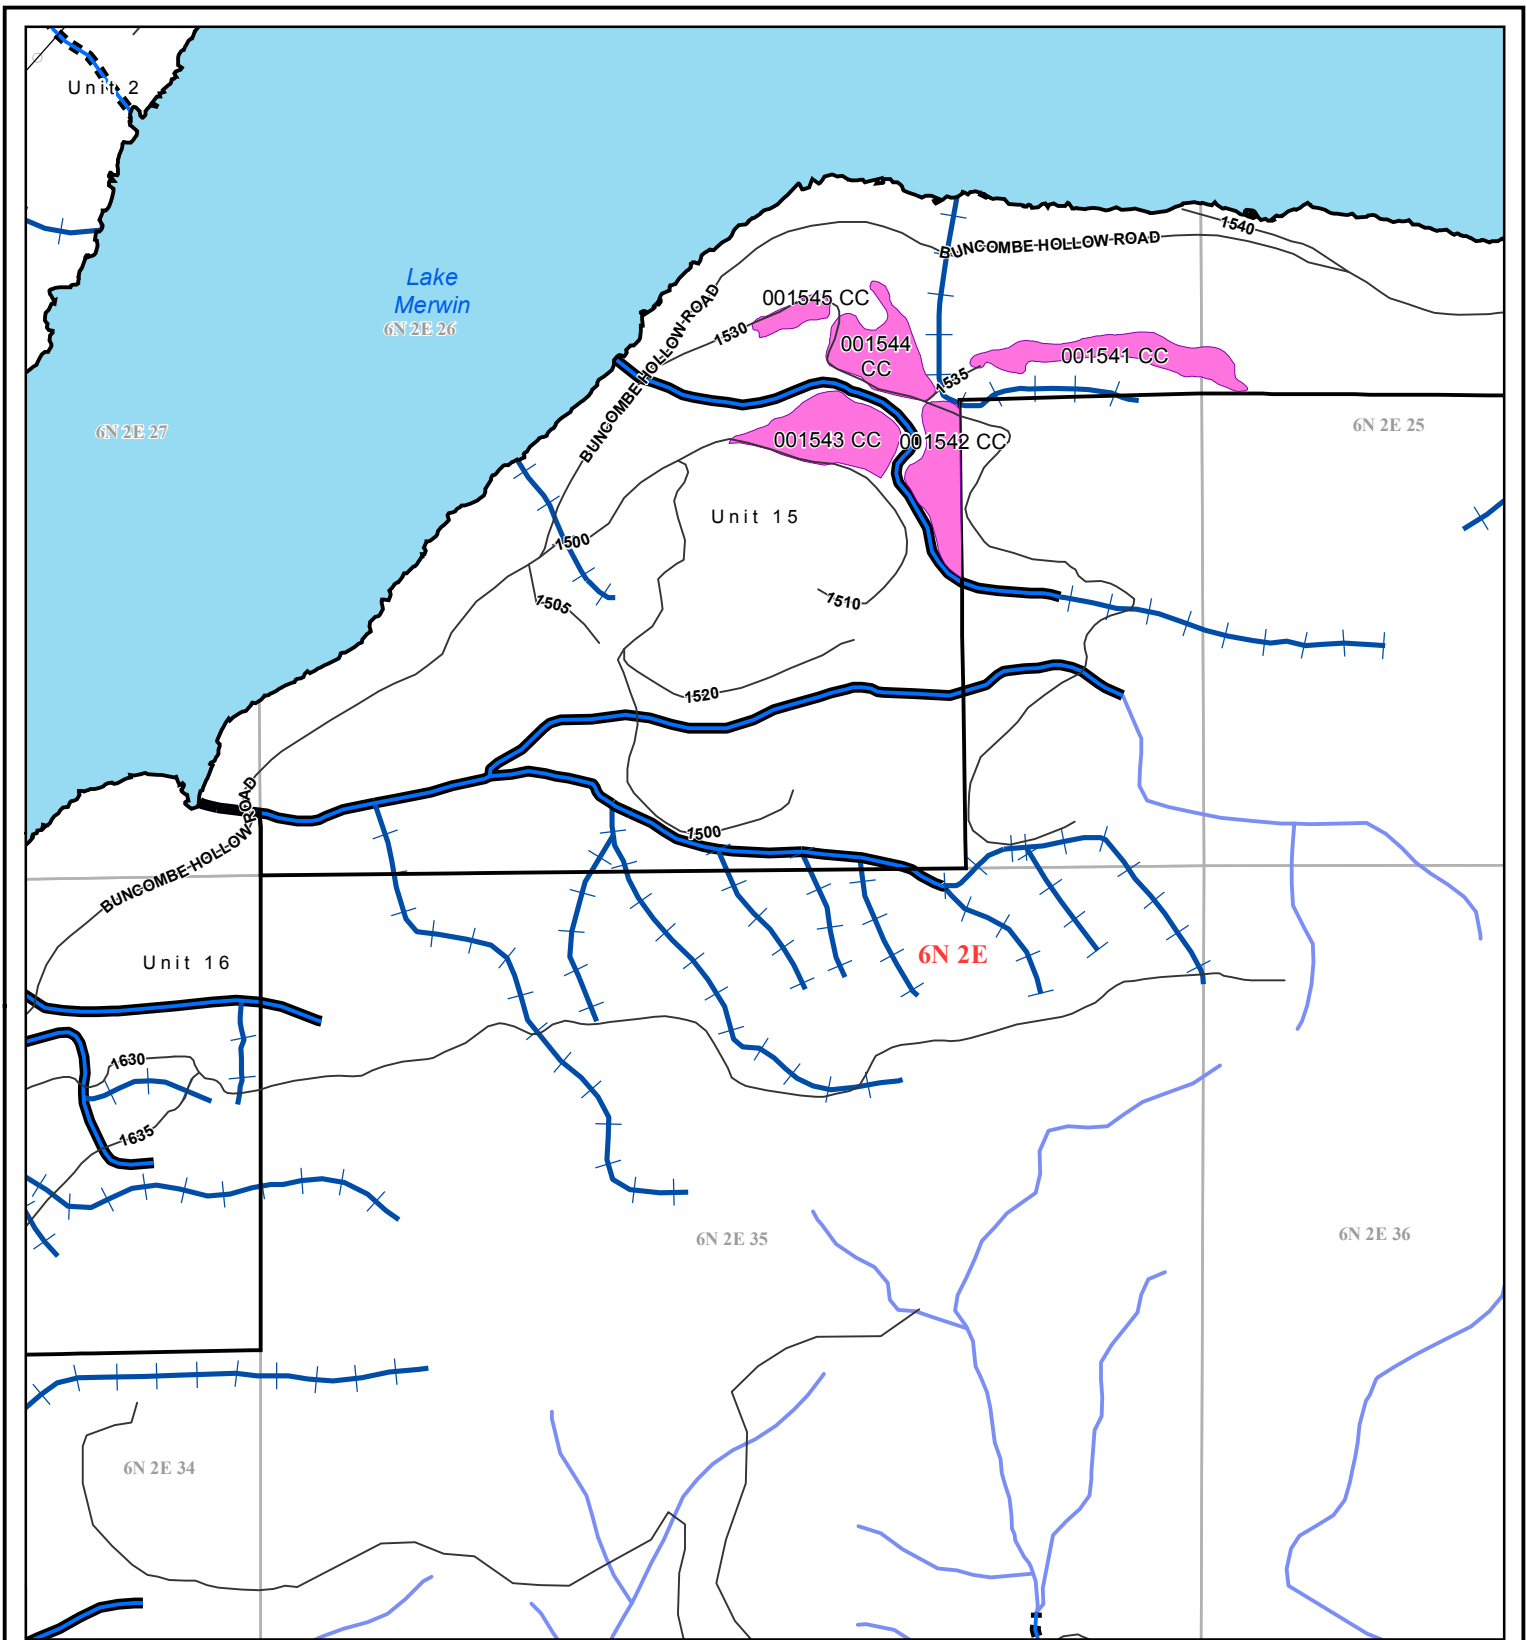 Unit 2
1540
BUNCOMBE HOLLOW ROAD
Lake
Merwin
6N 2E 26
001545 CC
BUNCOMBE HOLLOW ROAD
1530
001544
CC
001541 CC
1535
6N 2E 27
6N 2E 25
001543 CC
001542 CC
Unit 15
1500
1505
1510
1520
BUNCOMBE HOLLOW ROAD
1500
6N 2E
Unit 16
1630
1635
6N 2E 35
6N 2E 36
6N 2E 34